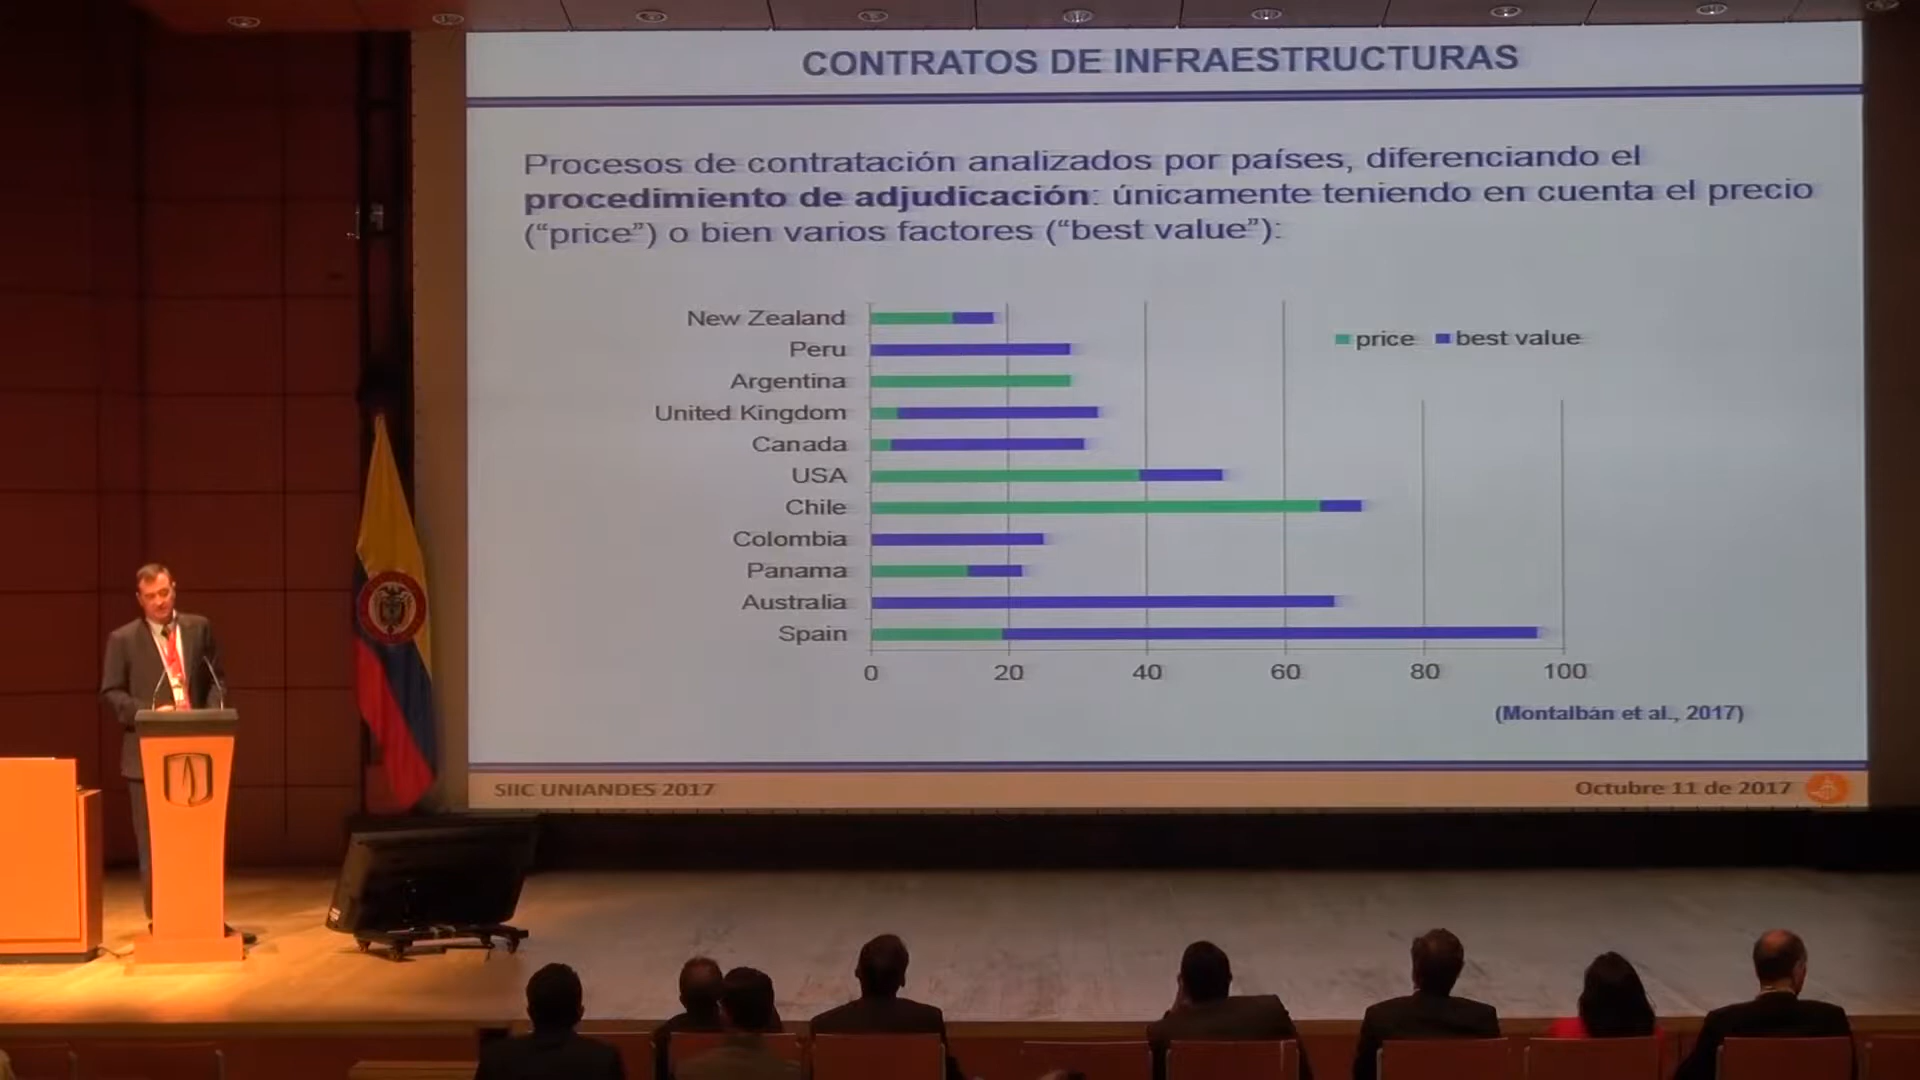 CONTRATOS DE INFRAESTRUCTURAS
Procesos de contratación analizados por países, diferenciando el
procedimiento de adjudicación: únicamente teniendo en cuenta el precio
(“price”) o bien varios factores (“best value”):
New Zealand
Peru
Argentina
United Kingdom
Canada
USA
Chile
Colombia
Panama
Australia
Spain
price best value
0 20 40 60 80 100
(Montalbán et al., 2017)
SIIC UNIANDES 2017
Octubre 11 de 2017